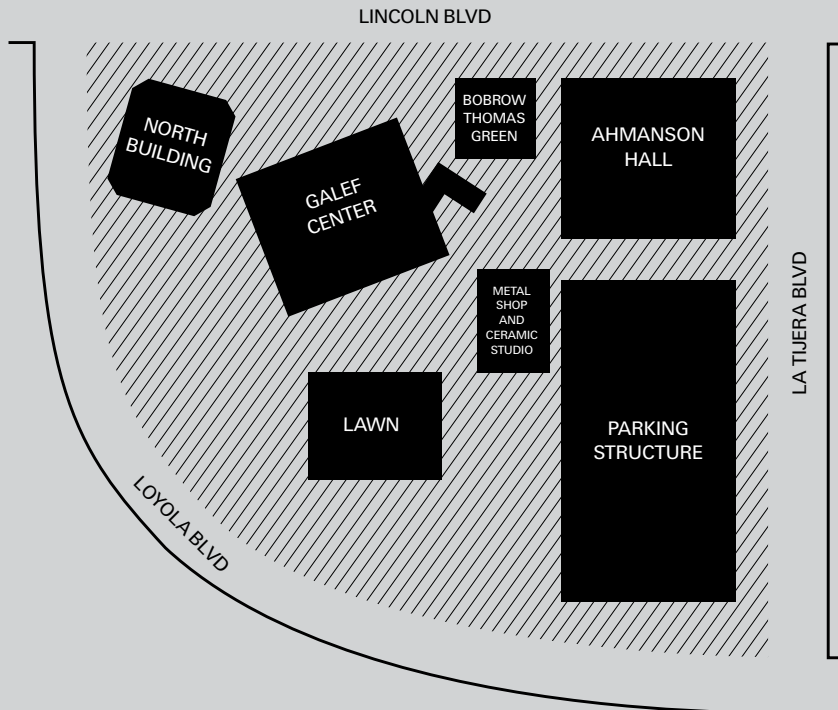 LINCOLN BLVD
NORTH
BUILDING
GALEF
CENTER
BOBROW
THOMAS
GREEN
AHMANSON
HALL
METAL
SHOP
AND
CERAMIC
STUDIO
LAWN
PARKING
STRUCTURE
LA TIJERA BLVD
LOYOLA BLVD